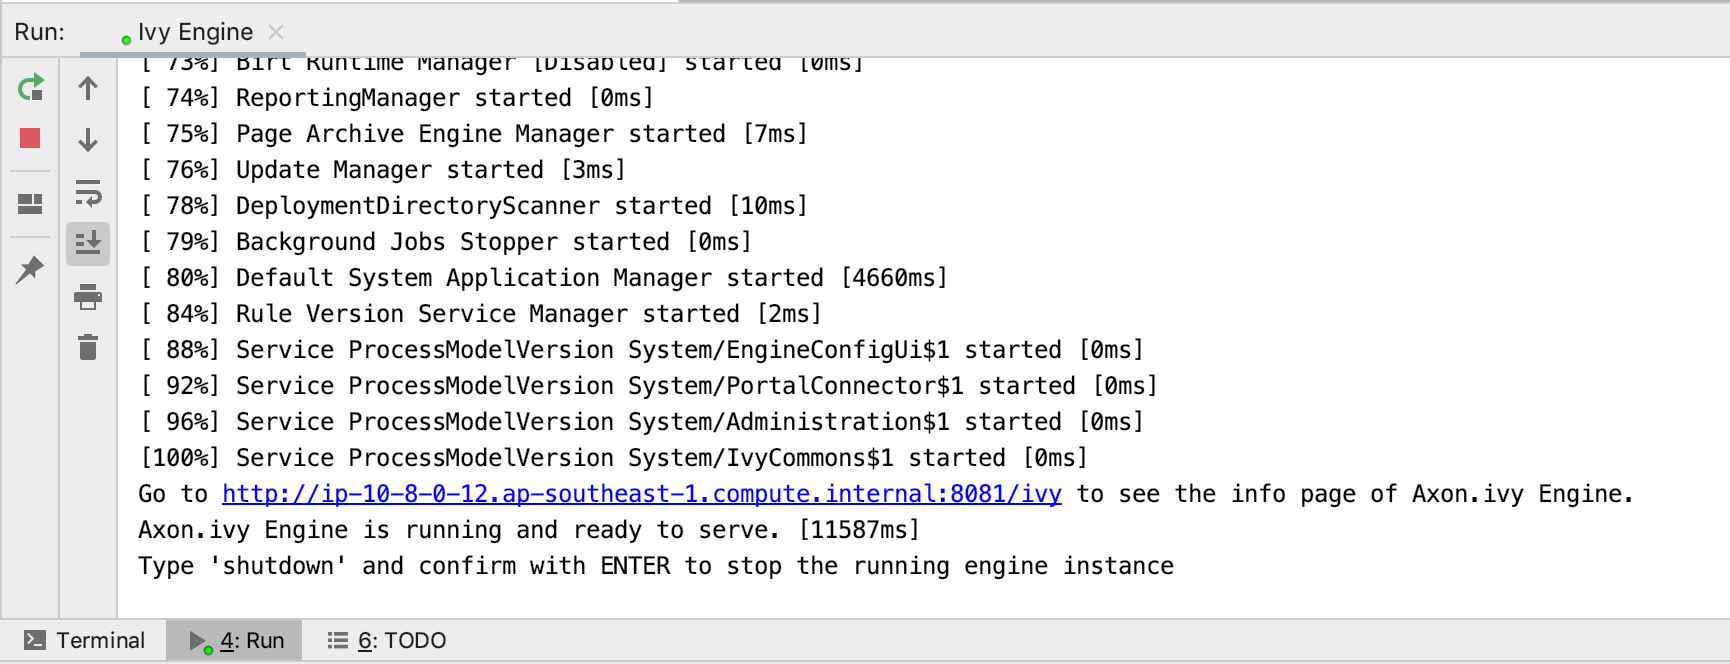 Run: Ivy Engine
[ 73%] Birt Runtime Manager [Disabled] started [0ms]
[ 74%] ReportingManager started [0ms]
[ 75%] Page Archive Engine Manager started [7ms]
[ 76%] Update Manager started [3ms]
[ 78%] DeploymentDirectoryScanner started [10ms]
[ 79%] Background Jobs Stopper started [0ms]
[ 80%] Default System Application Manager started [4660ms]
[ 84%] Rule Version Service Manager started [2ms]
[ 88%] Service ProcessModelVersion System/EngineConfigUi$1 started [0ms]
[ 92%] Service ProcessModelVersion System/PortalConnector$1 started [0ms]
[ 96%] Service ProcessModelVersion System/Administration$1 started [0ms]
[100%] Service ProcessModelVersion System/IvyCommons$1 started [0ms]
Go to http://ip-10-8-0-12.ap-southeast-1.compute.internal:8081/ivy to see the info page of Axon.ivy Engine.
Axon.ivy Engine is running and ready to serve. [11587ms]
Type 'shutdown' and confirm with ENTER to stop the running engine instance
Terminal 4: Run 6: TODO